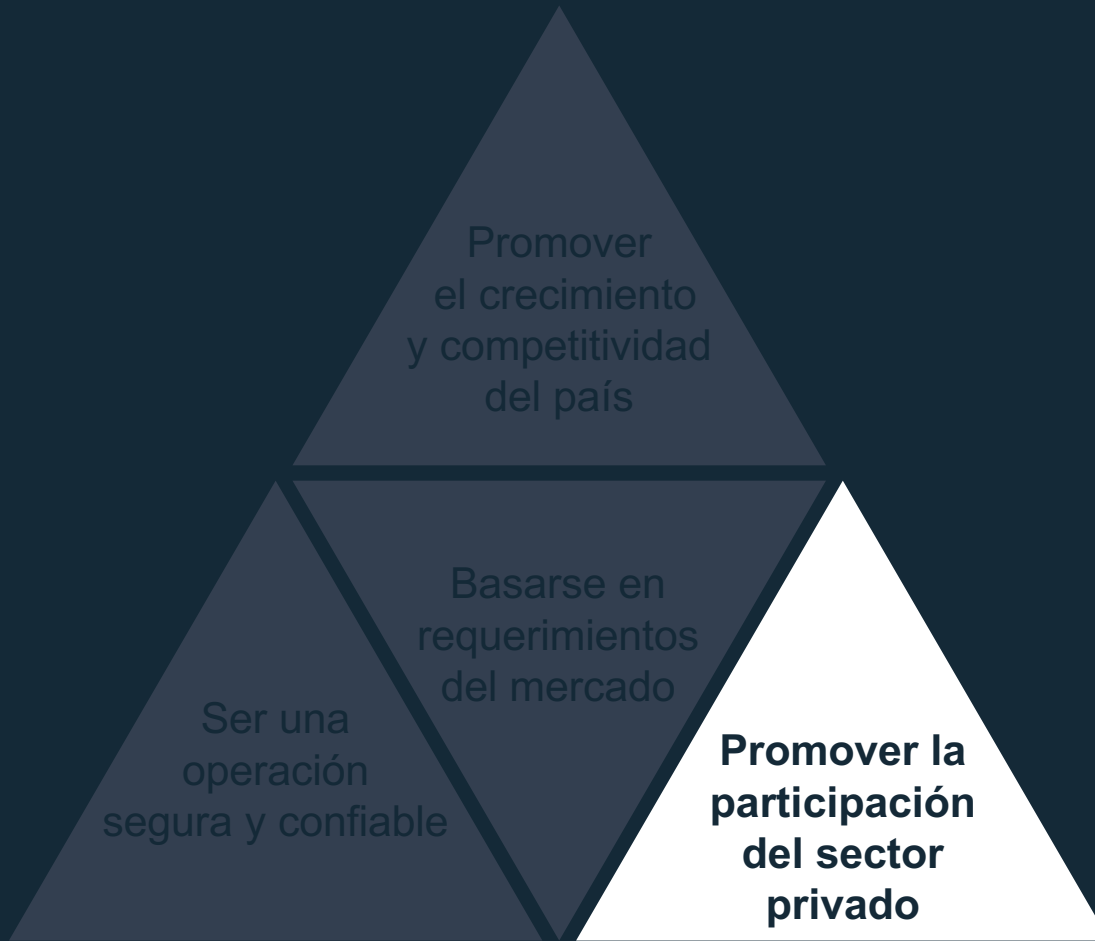 Promover
el crecimiento
y competitividad
del país
Basarse en
requerimientos
del mercado
Ser una
operación
segura y confiable
Promover la
participación
del sector
privado